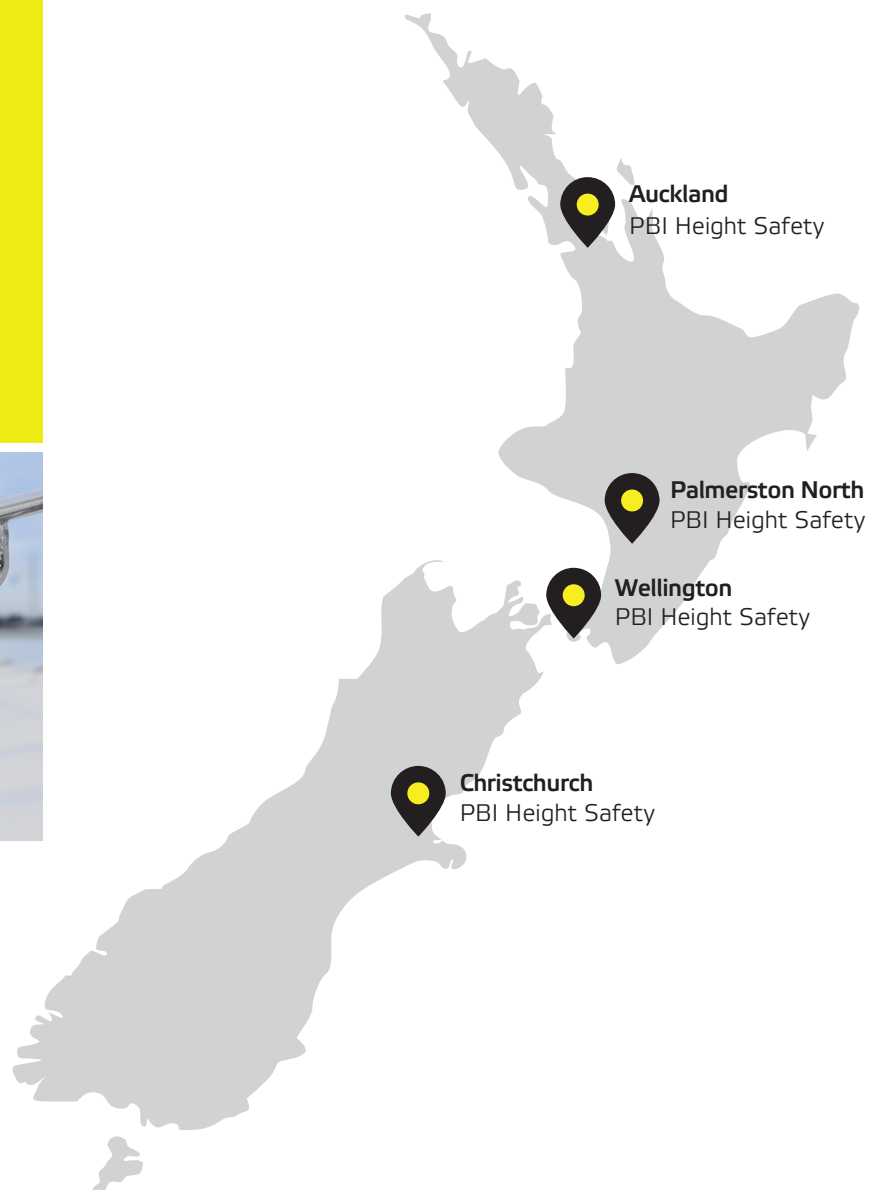 Auckland
PBI Height Safety
Palmerston North
PBI Height Safety
Wellington
PBI Height Safety
Christchurch
PBI Height Safety